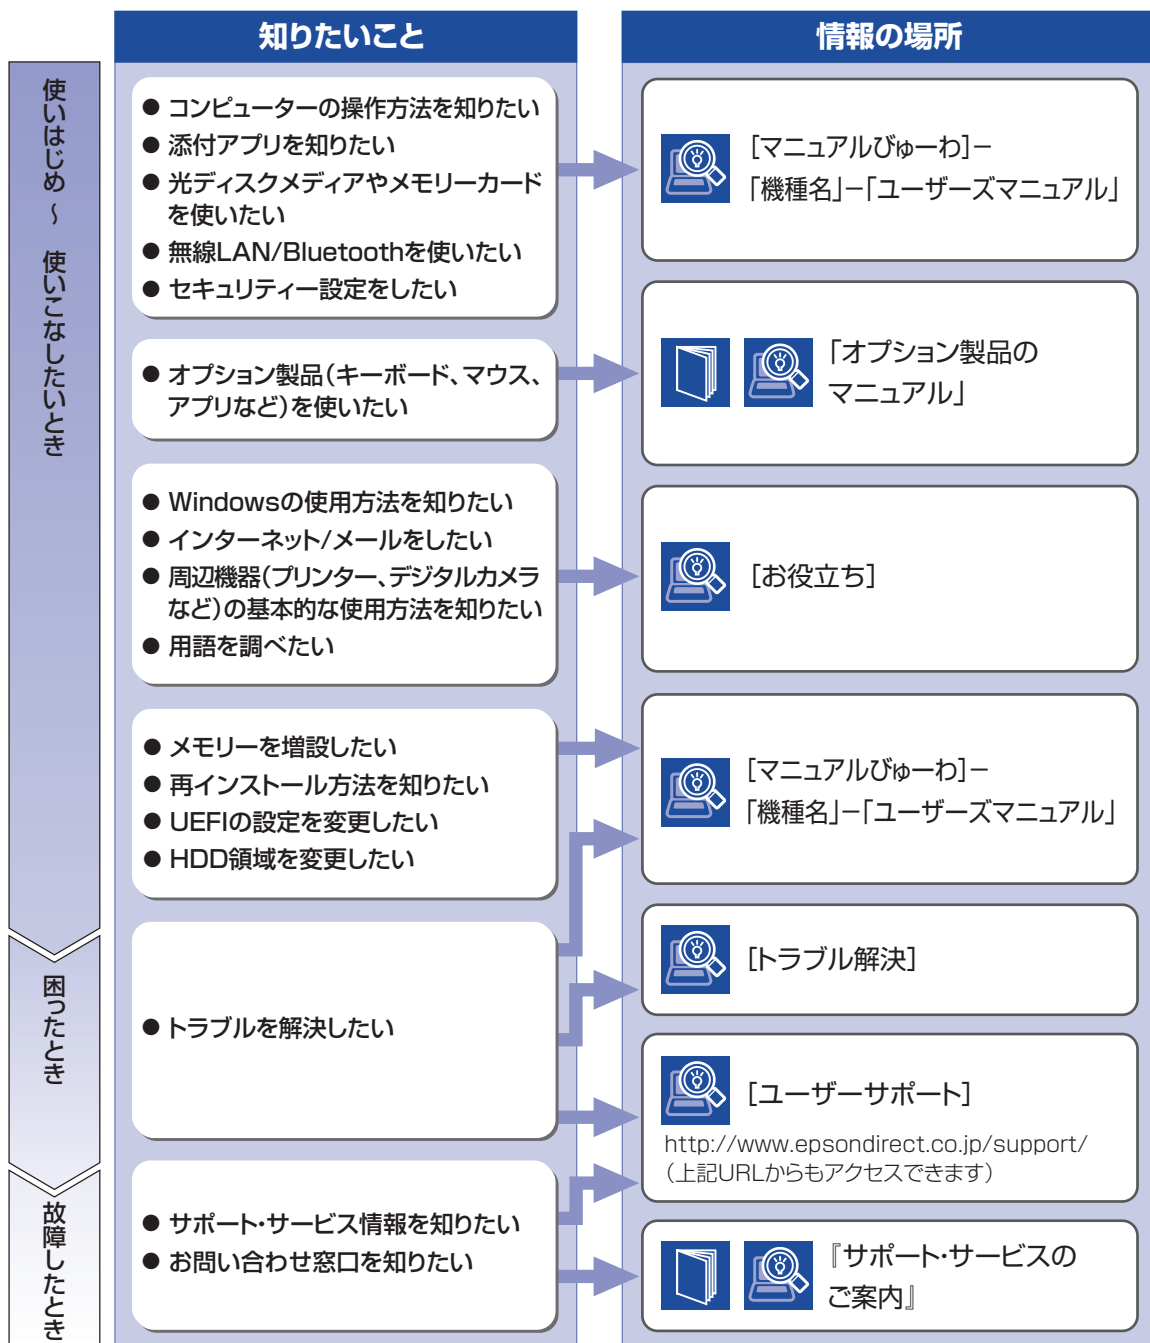 知りたいこと
情報の場所
使いはじめ ～ 使いこなしたいとき
● コンピューターの操作方法を知りたい
● 添付アプリを知りたい
● 光ディスクメディアやメモリーカード
を使いたい
● 無線LAN/Bluetoothを使いたい
● セキュリティー設定をしたい
［マニュアルびゅーわ］－
「機種名」－「ユーザーズマニュアル」
● オプション製品（キーボード、マウス、
アプリなど）を使いたい
「オプション製品の
マニュアル」
● Windowsの使用方法を知りたい
● インターネット/メールをしたい
● 周辺機器（プリンター、デジタルカメラ
など）の基本的な使用方法を知りたい
● 用語を調べたい
［お役立ち］
● メモリーを増設したい
● 再インストール方法を知りたい
● UEFIの設定を変更したい
● HDD領域を変更したい
［マニュアルびゅーわ］－
「機種名」－「ユーザーズマニュアル」
困ったとき
● トラブルを解決したい
［トラブル解決］
［ユーザーサポート］
http://www.epsondirect.co.jp/support/
（上記URLからもアクセスできます）
故障したとき
● サポート・サービス情報を知りたい
● お問い合わせ窓口を知りたい
『サポート・サービスの
ご案内』